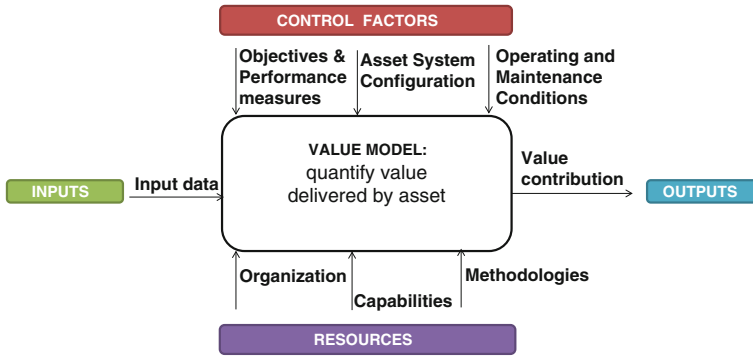 CONTROL FACTORS
Objectives &
Performance
measures
Asset System
Configuration
Operating and
Maintenance
Conditions
INPUTS
Input data
VALUE MODEL:
quantify value
delivered by asset
Value
contribution
OUTPUTS
Organization
Capabilities
Methodologies
RESOURCES